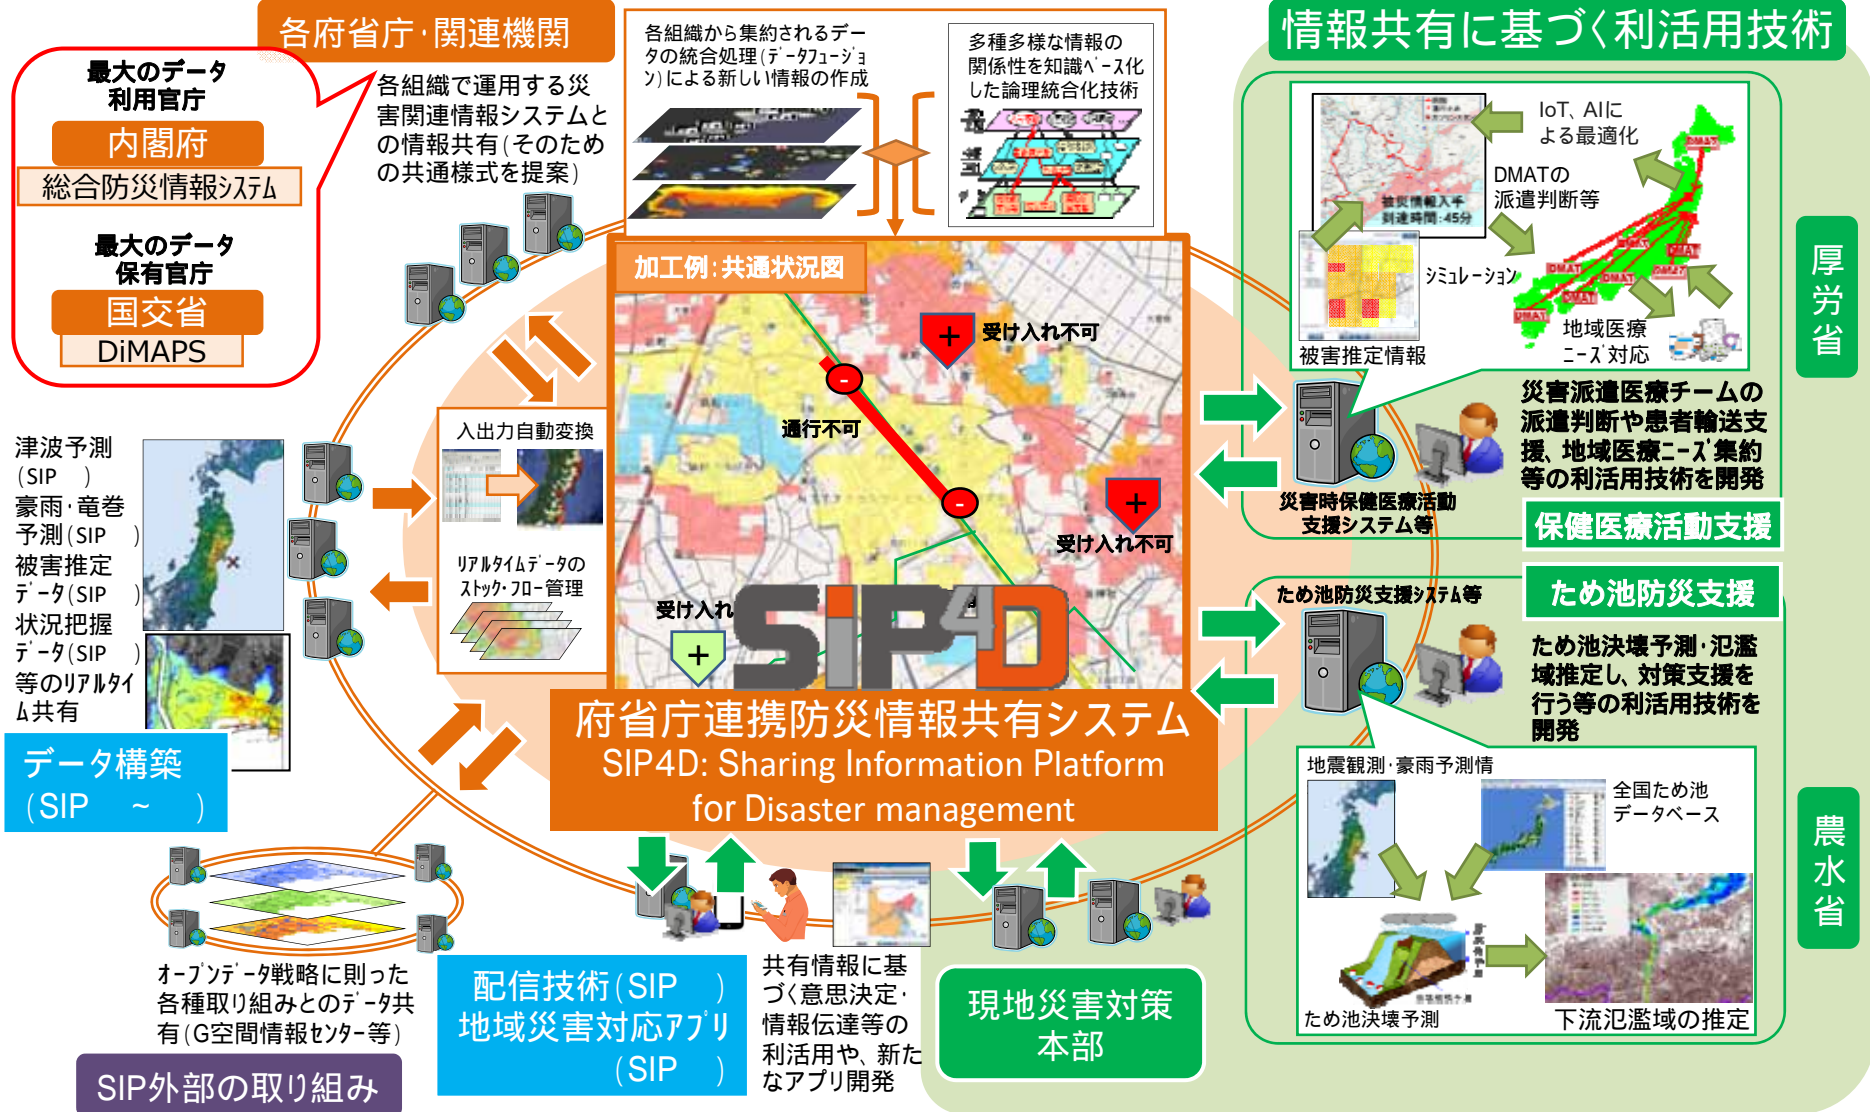 各府省庁・関連機関
最大のデータ
利用官庁
内閣府
総合防災情報システム
最大のデータ
保有官庁
国交省
DiMAPS
各組織で運用する災
害関連情報システムと
の情報共有(そのため
の共通様式を提案)
各組織から集約されるデー
タの統合処理(データフュージョ
ン)による新しい情報の作成
多種多様な情報の
関係性を知識ベース化
した論理統合化技術
加工例:共通状況図
受け入れ不可
通行不可
受け入れ不可
受け入れ
SiP4D
府省庁連携防災情報共有システム
SIP4D: Sharing Information Platform
for Disaster management
入出力自動変換
リアルタイムデータの
ストック・フロー管理
津波予測
(SIP )
豪雨・竜巻
予測(SIP )
被害推定
データ(SIP )
状況把握
データ(SIP )
等のリアルタイ
ム共有
データ構築
(SIP ~ )
オープンデータ戦略に則った
各種取り組みとのデータ共
有(G空間情報センター等)
SIP外部の取り組み
配信技術(SIP )
地域災害対応アプリ
(SIP )
共有情報に基
づく意思決定・
情報伝達等の
利活用や、新た
なアプリ開発
現地災害対策
本部
情報共有に基づく利活用技術
IoT、AIに
よる最適化
被災情報入手
到達時間:45分
DMATの
派遣判断等
シミュレーション
被害推定情報
DMAT
DMAT
DMAT
DMAT
DMAT
DMAT
DMAT
DMAT
地域医療
ニーズ対応
厚労省
災害時保健医療活動
支援システム等
災害派遣医療チームの
派遣判断や患者輸送支
援、地域医療ニーズ集約
等の利活用技術を開発
保健医療活動支援
ため池防災支援
ため池防災支援システム等
ため池決壊予測・氾濫
域推定し、対策支援を
行う等の利活用技術を
開発
地震観測・豪雨予測情
全国ため池
データベース
ため池決壊予測
下流氾濫域の推定
農水省